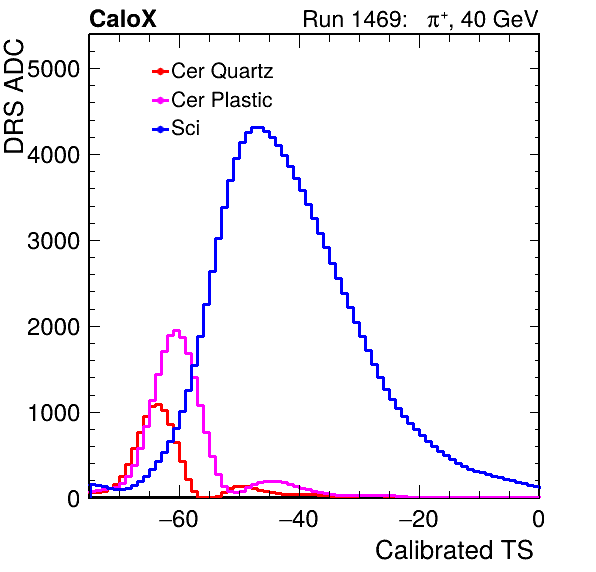 CaloX Run 1469: π+, 40 GeV
DRS ADC
5000
4000
3000
2000
1000
0
Cer Quartz
Cer Plastic
Sci
−60 −40 −20 0
Calibrated TS